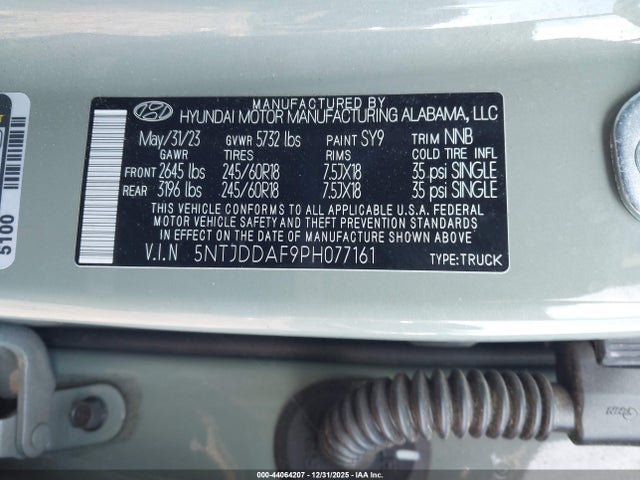 MANUFACTURED BY
HYUNDAI MOTOR MANUFACTURING ALABAMA, LLC
May/31/23 GVWR 5732 lbs PAINT SY9 TRIM NNB
GAWR TIRES RIMS COLD TIRE INFL
FRONT 2645 lbs 245/60R18 7.5JX18 35 psi SINGLE
REAR 3196 lbs 245/60R18 7.5JX18 35 psi SINGLE
THIS VEHICLE CONFORMS TO ALL APPLICABLE U.S.A. FEDERAL
MOTOR VEHICLE SAFETY AND THEFT PREVENTION STANDARDS
IN EFFECT ON THE DATE OF MANUFACTURE SHOWN ABOVE.
V.I.N 5NTJDDAF9PH077161 TYPE:TRUCK
5100
000-44064207 - 12/31/2025 - IAA Inc.